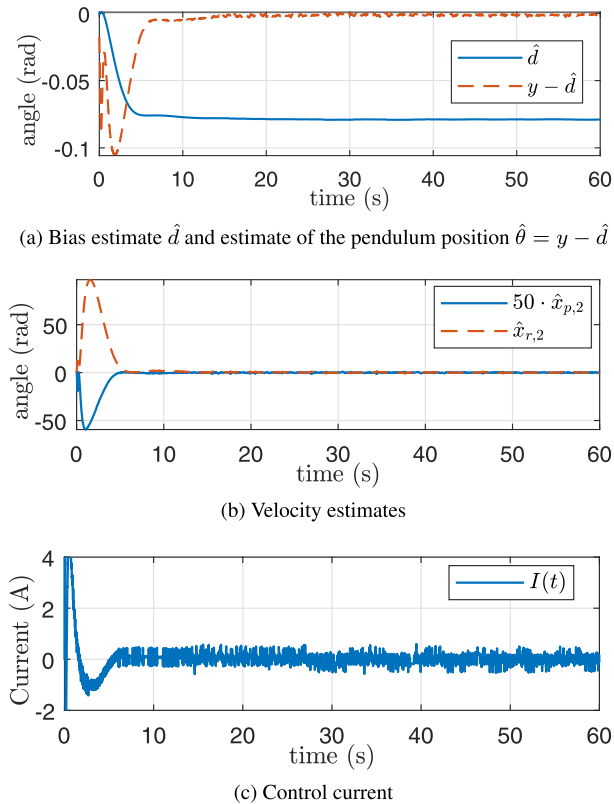 0
-0.05
-0.1
angle (rad)
d̂
y − d̂
0 10 20 30 40 50 60
time (s)
(a) Bias estimate d̂ and estimate of the pendulum position θ̂ = y − d̂
50
0
-50
angle (rad)
50 · x̂p,2
x̂r,2
0 10 20 30 40 50 60
time (s)
(b) Velocity estimates
4
2
0
-2
Current (A)
I(t)
0 10 20 30 40 50 60
time (s)
(c) Control current